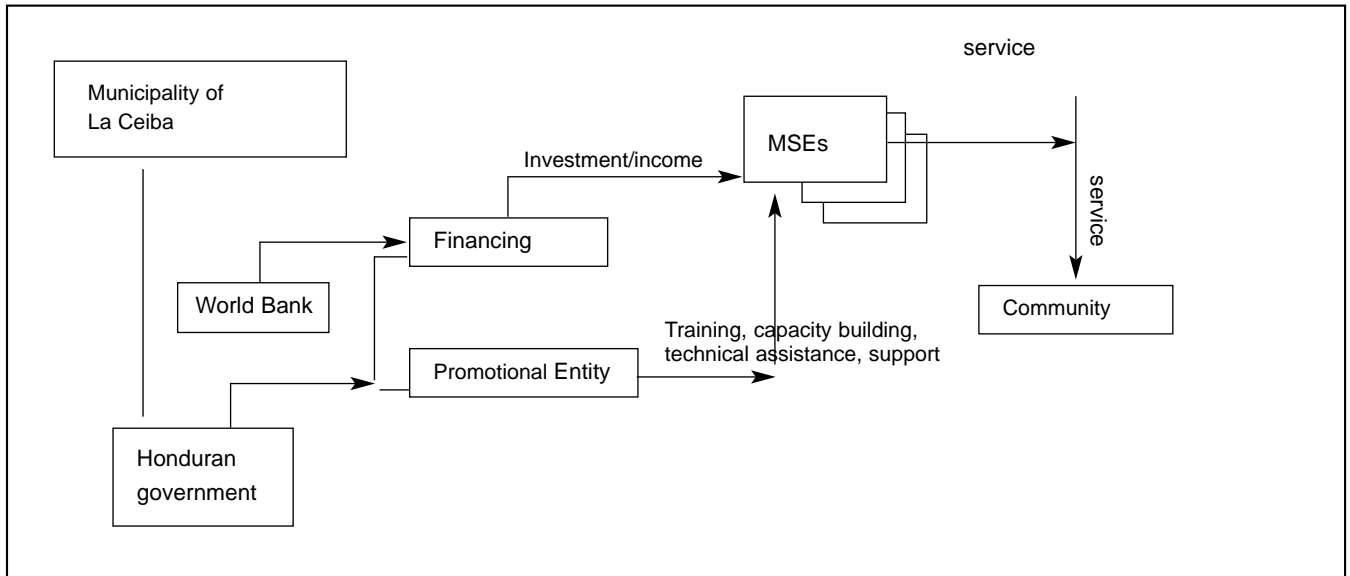 service
Municipality of
La Ceiba
MSEs
Investment/income
service
Financing
World Bank
Community
Training, capacity building,
technical assistance, support
Promotional Entity
Honduran
government